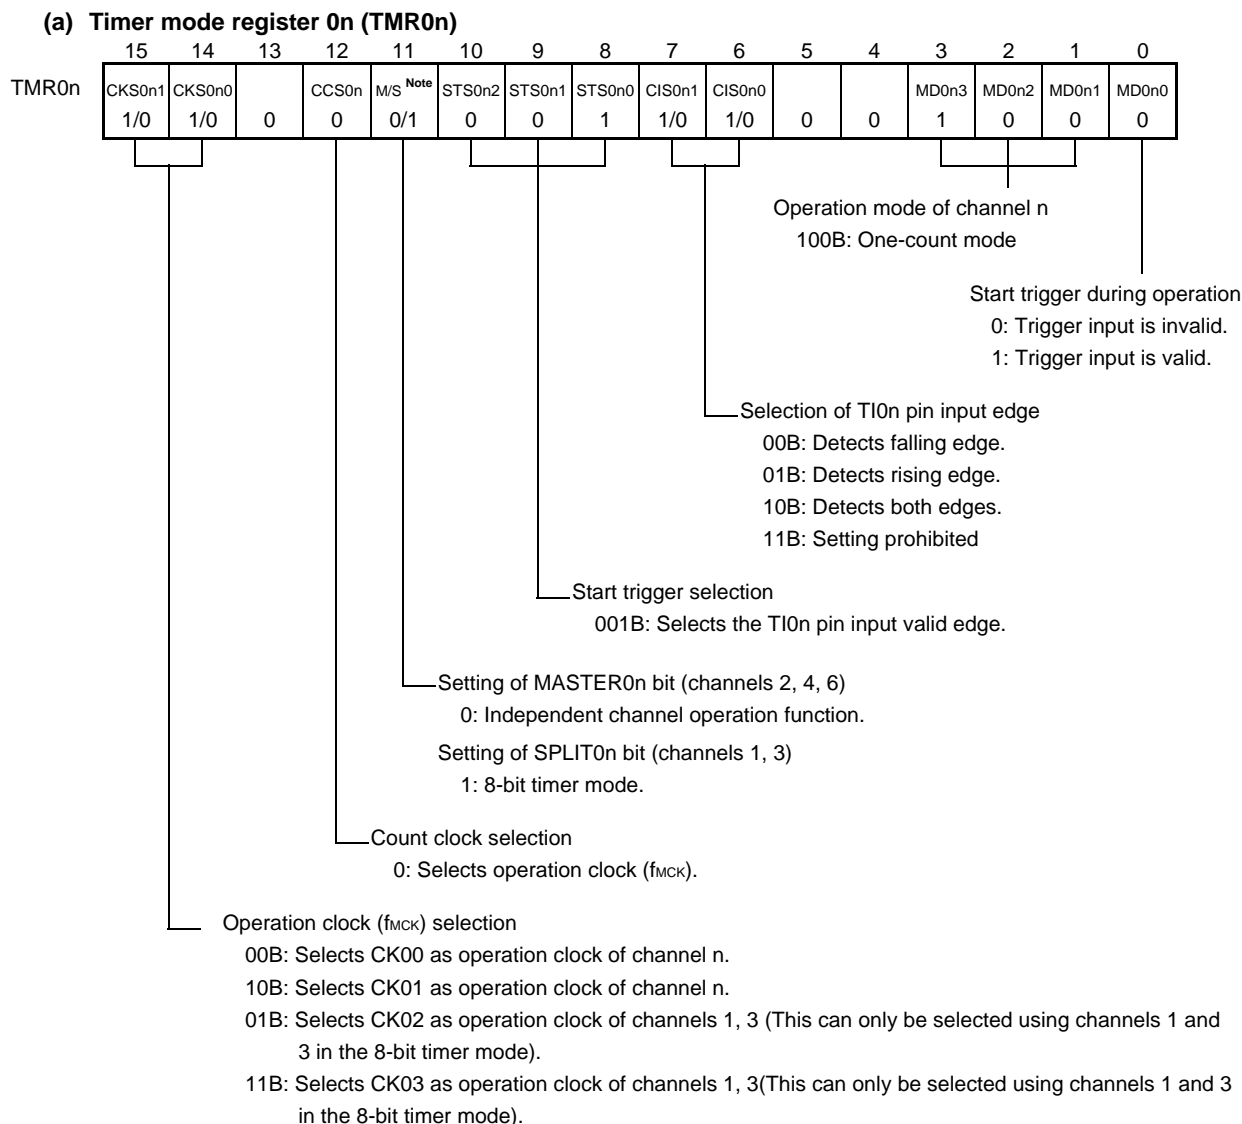 (a) Timer mode register 0n (TMR0n)
15 14 13 12 11 10 9 8 7 6 5 4 3 2 1 0
TMR0n
CKS0n1 CKS0n0 CCS0n M/S Note STS0n2 STS0n1 STS0n0 CIS0n1 CIS0n0 MD0n3 MD0n2 MD0n1 MD0n0
1/0 1/0 0 0 0/1 0 0 1 1/0 1/0 0 0 1 0 0 0
Operation mode of channel n
100B: One-count mode
Start trigger during operation
0: Trigger input is invalid.
1: Trigger input is valid.
Selection of TI0n pin input edge
00B: Detects falling edge.
01B: Detects rising edge.
10B: Detects both edges.
11B: Setting prohibited
Start trigger selection
001B: Selects the TI0n pin input valid edge.
Setting of MASTER0n bit (channels 2, 4, 6)
0: Independent channel operation function.
Setting of SPLIT0n bit (channels 1, 3)
1: 8-bit timer mode.
Count clock selection
0: Selects operation clock (fMCK).
Operation clock (fMCK) selection
00B: Selects CK00 as operation clock of channel n.
10B: Selects CK01 as operation clock of channel n.
01B: Selects CK02 as operation clock of channels 1, 3 (This can only be selected using channels 1 and
3 in the 8-bit timer mode).
11B: Selects CK03 as operation clock of channels 1, 3(This can only be selected using channels 1 and 3
in the 8-bit timer mode).